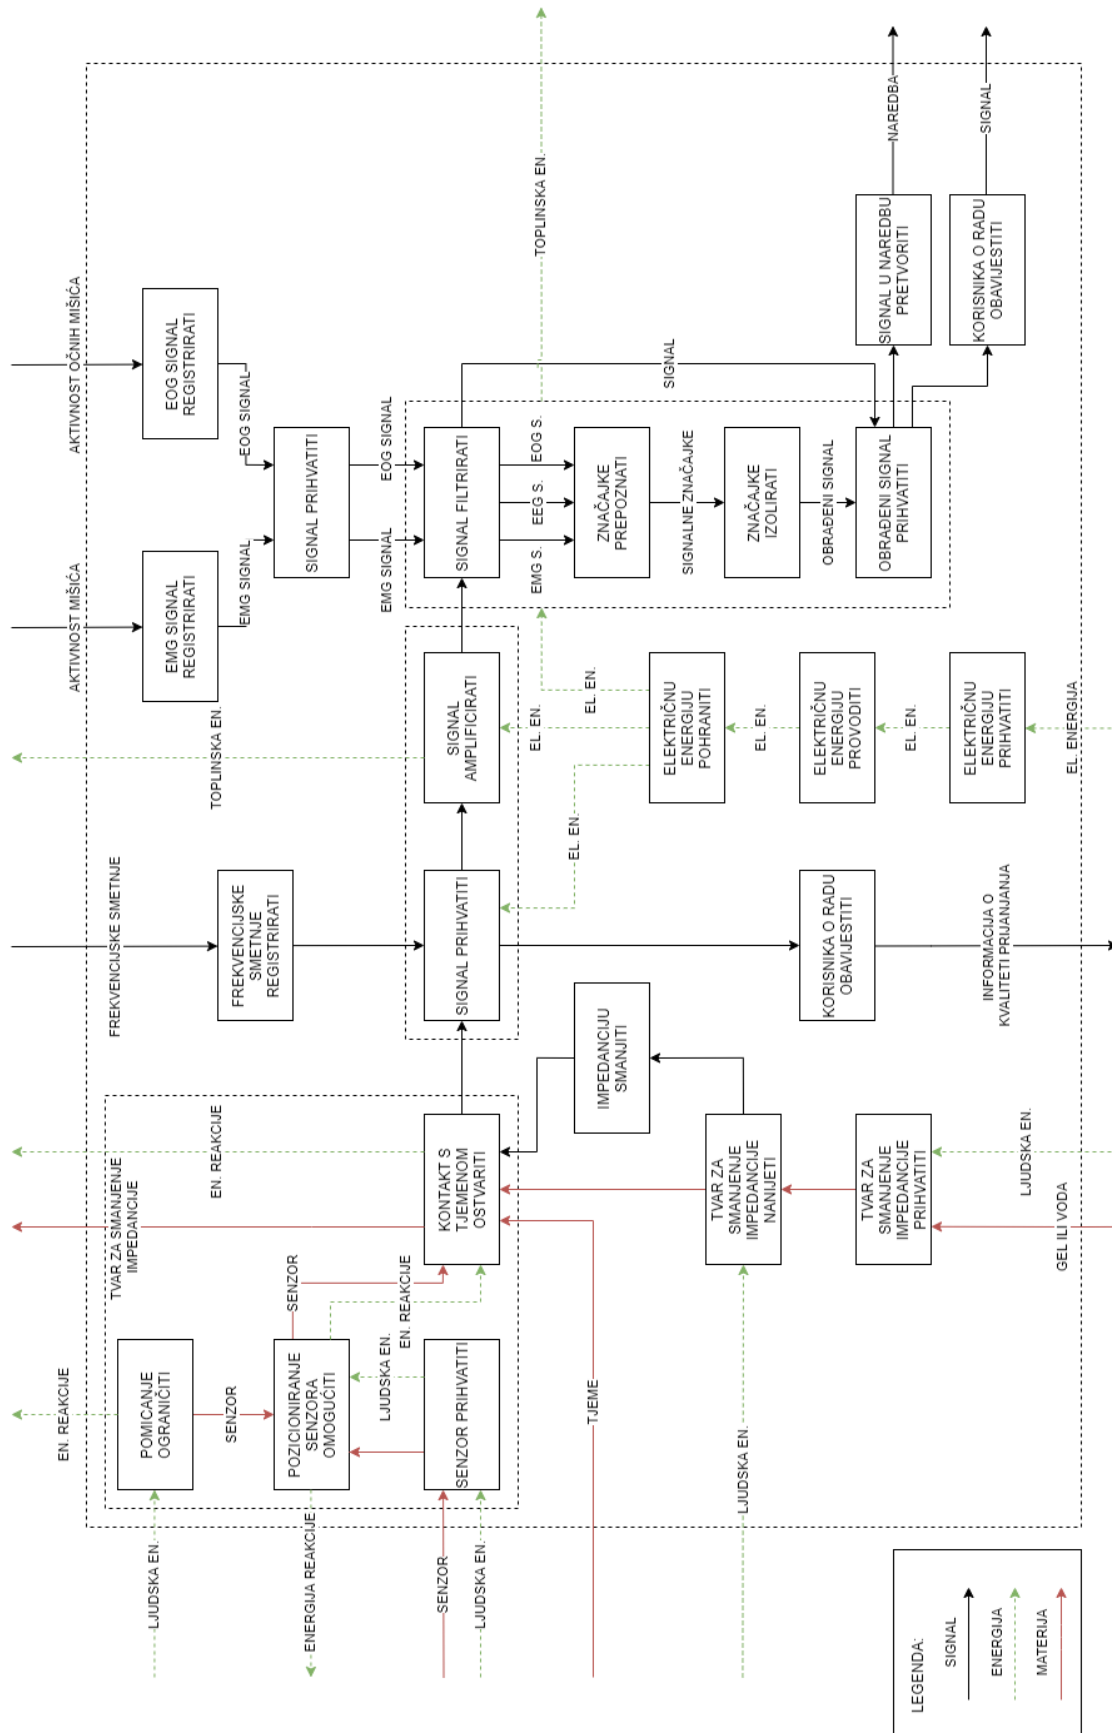 EN. REAKCIJE
FREKVENCIJSKE SMETNJE
AKTIVNOST MIŠIĆA
AKTIVNOST OČNIH MIŠIĆA
TVAR ZA SMANJENJE
IMPEDANCIJE
LJUDSKA EN.
POMICANJE
OGRANIČITI
EN. REAKCIJE
TOPLINSKA EN.
EMG SIGNAL
REGISTRIRATI
EOG SIGNAL
REGISTRIRATI
SENZOR
FREKVENCIJSKE
SMETNJE
REGISTRIRATI
EMG SIGNAL
EOG SIGNAL
ENERGIJA REAKCIJE
POZICIONIRANJE
SENZORA
OMOGUČITI
SENZOR
SIGNAL PRIHVATITI
LJUDSKA EN.
EN. REAKCIJE
EMG SIGNAL
EOG SIGNAL
SENZOR
LJUDSKA EN.
SENZOR PRIHVATITI
KONTAKT S
TJEMENOM
OSTVARITI
SIGNAL PRIHVATITI
SIGNAL
AMPLIFICIRATI
SIGNAL FILTRIRATI
EL. EN.
EL. EN.
EL. EN.
EMG S.
EEG S.
EOG S.
TOPLINSKA EN.
TJEME
IMPEDANCIJU
SMANJITI
ZNAČAJKE
PREPOZNATI
SIGNAL
ELEKTRIČNU
ENERGIJU
POHRANITI
SIGNALNE ZNAČAJKE
LJUDSKA EN.
TVAR ZA
SMANJENJE
IMPEDANCIJE
NANIJETI
EL. EN.
ZNAČAJKE
IZOLIRATI
KORISNIKA O RADU
OBAVIJESTITI
ELEKTRIČNU
ENERGIJU
PROVODITI
OBRAĐENI SIGNAL
TVAR ZA
SMANJENJE
IMPEDANCIJE
PRIHVATITI
EL. EN.
OBRAĐENI SIGNAL
PRIHVATITI
SIGNAL U NAREDBU
PRETVORITI
NAREDBA
ELEKTRIČNU
ENERGIJU
PRIHVATITI
KORISNIKA O RADU
OBAVIJESTITI
SIGNAL
INFORMACIJA O
KVALITETI PRIJANJANJA
LJUDSKA EN.
GEL ILI VODA
EL. ENERGIJA
LEGENDA:
SIGNAL
ENERGIJA
MATERIJA